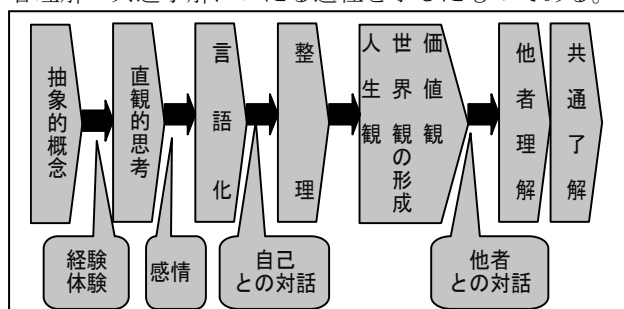 者理解・共通了解にいたる過程を示したものである。
抽象的概念
直観的思考
言語化
整理
価値観
世界観の形成
人生観
他者理解
共通了解
経験
体験
感情
自己
との対話
他者
との対話